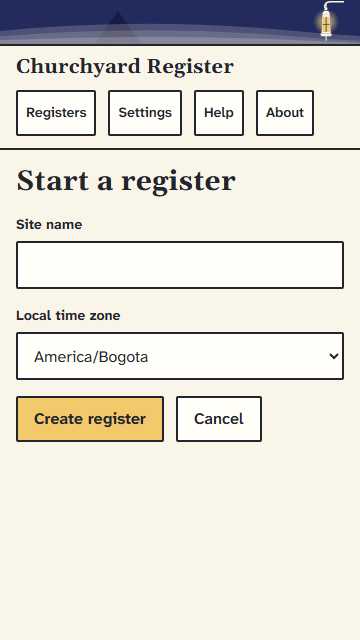 Churchyard Register
Registers Settings Help About
Start a register
Site name
Local time zone
America/Bogota
Create register Cancel